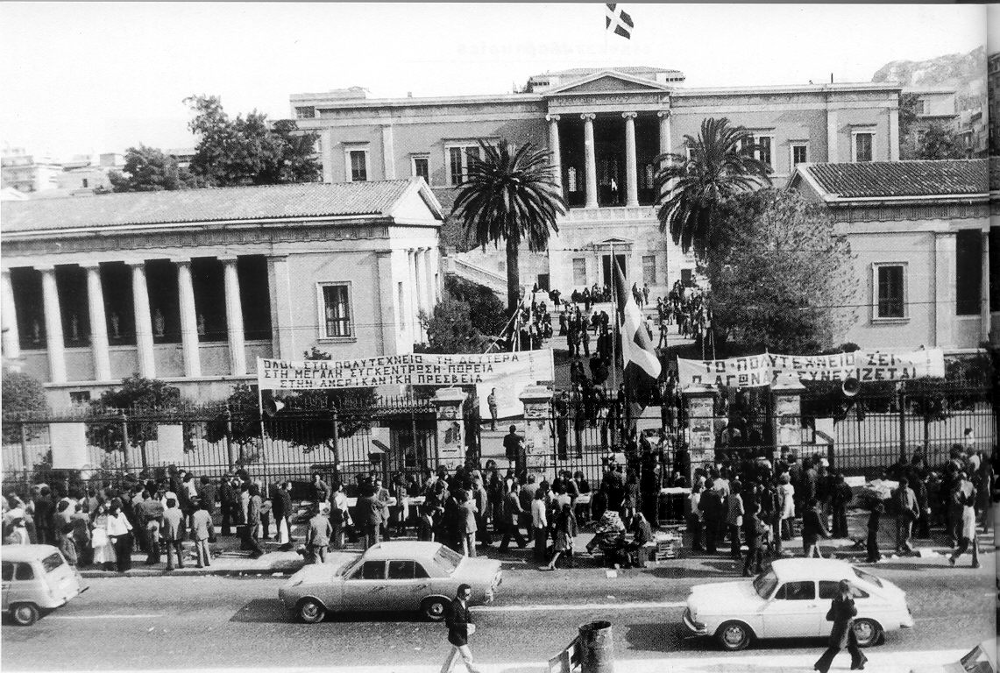 ΟΛΟΙ ΣΤΟ ΠΟΛΥΤΕΧΝΕΙΟ ΤΗ ΔΕΥΤΕΡΑ
ΣΤΗ ΜΕΓΑΛΗ ΣΥΓΚΕΝΤΡΩΣΗ-ΠΟΡΕΙΑ
ΣΤΗΝ ΑΜΕΡΙΚΑΝΙΚΗ ΠΡΕΣΒΕΙΑ
ΤΟ ΠΟΛΥΤΕΧΝΕΙΟ ΖΕΙ
Ο ΑΓΩΝΑΣ ΣΥΝΕΧΙΖΕΤΑΙ